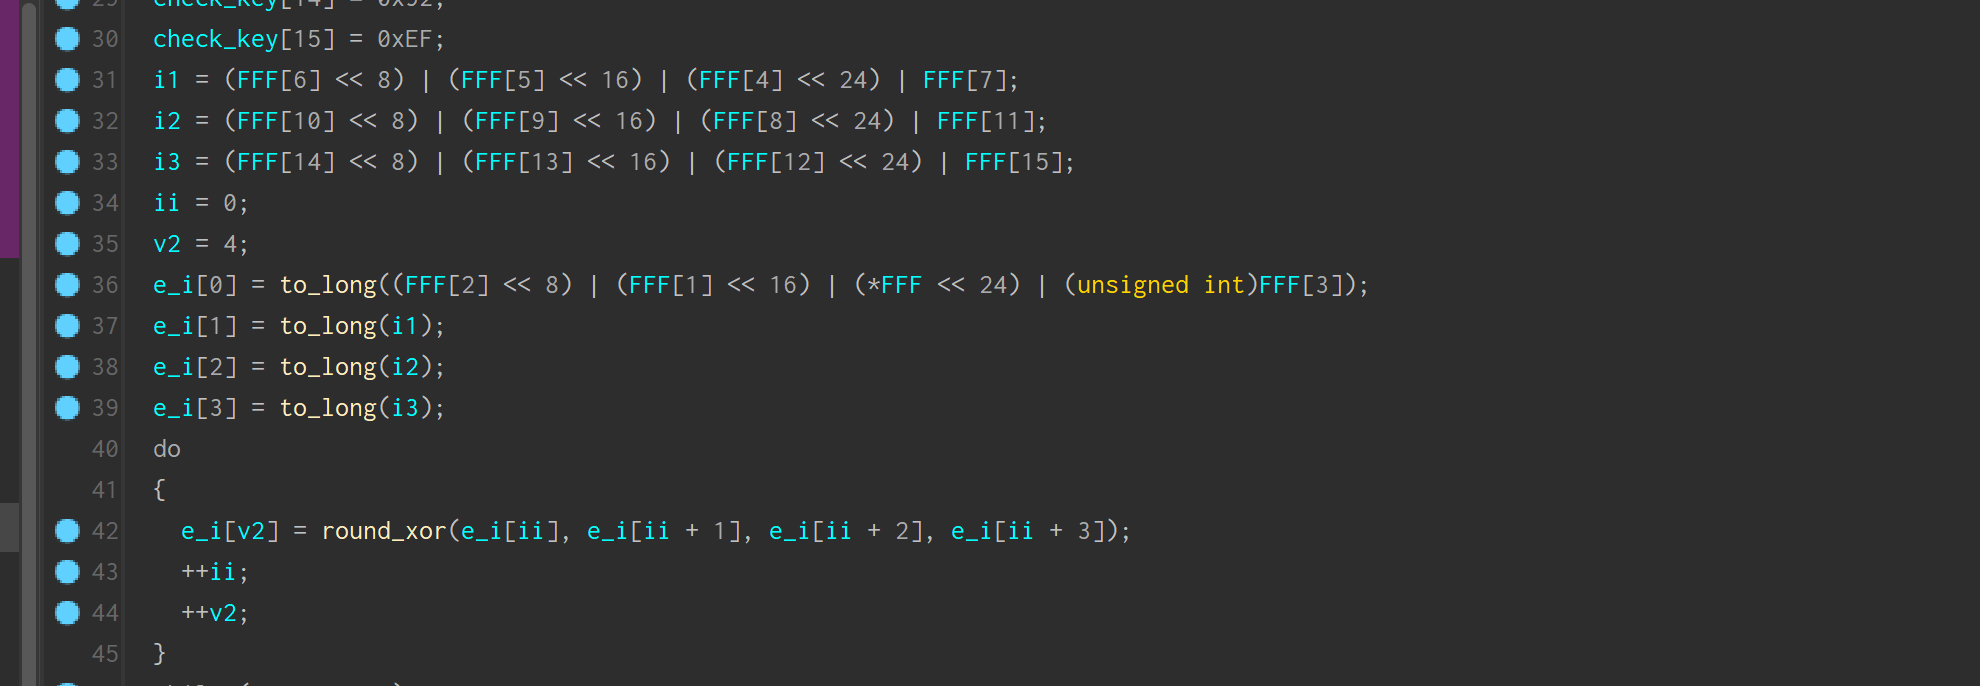 29 check_key[14] = 0x52;
30 check_key[15] = 0xEF;
31 i1 = (FFF[6] << 8) | (FFF[5] << 16) | (FFF[4] << 24) | FFF[7];
32 i2 = (FFF[10] << 8) | (FFF[9] << 16) | (FFF[8] << 24) | FFF[11];
33 i3 = (FFF[14] << 8) | (FFF[13] << 16) | (FFF[12] << 24) | FFF[15];
34 ii = 0;
35 v2 = 4;
36 e_i[0] = to_long((FFF[2] << 8) | (FFF[1] << 16) | (*FFF << 24) | (unsigned int)FFF[3]);
37 e_i[1] = to_long(i1);
38 e_i[2] = to_long(i2);
39 e_i[3] = to_long(i3);
40 do
41 {
42 e_i[v2] = round_xor(e_i[ii], e_i[ii + 1], e_i[ii + 2], e_i[ii + 3]);
43 ++ii;
44 ++v2;
45 }